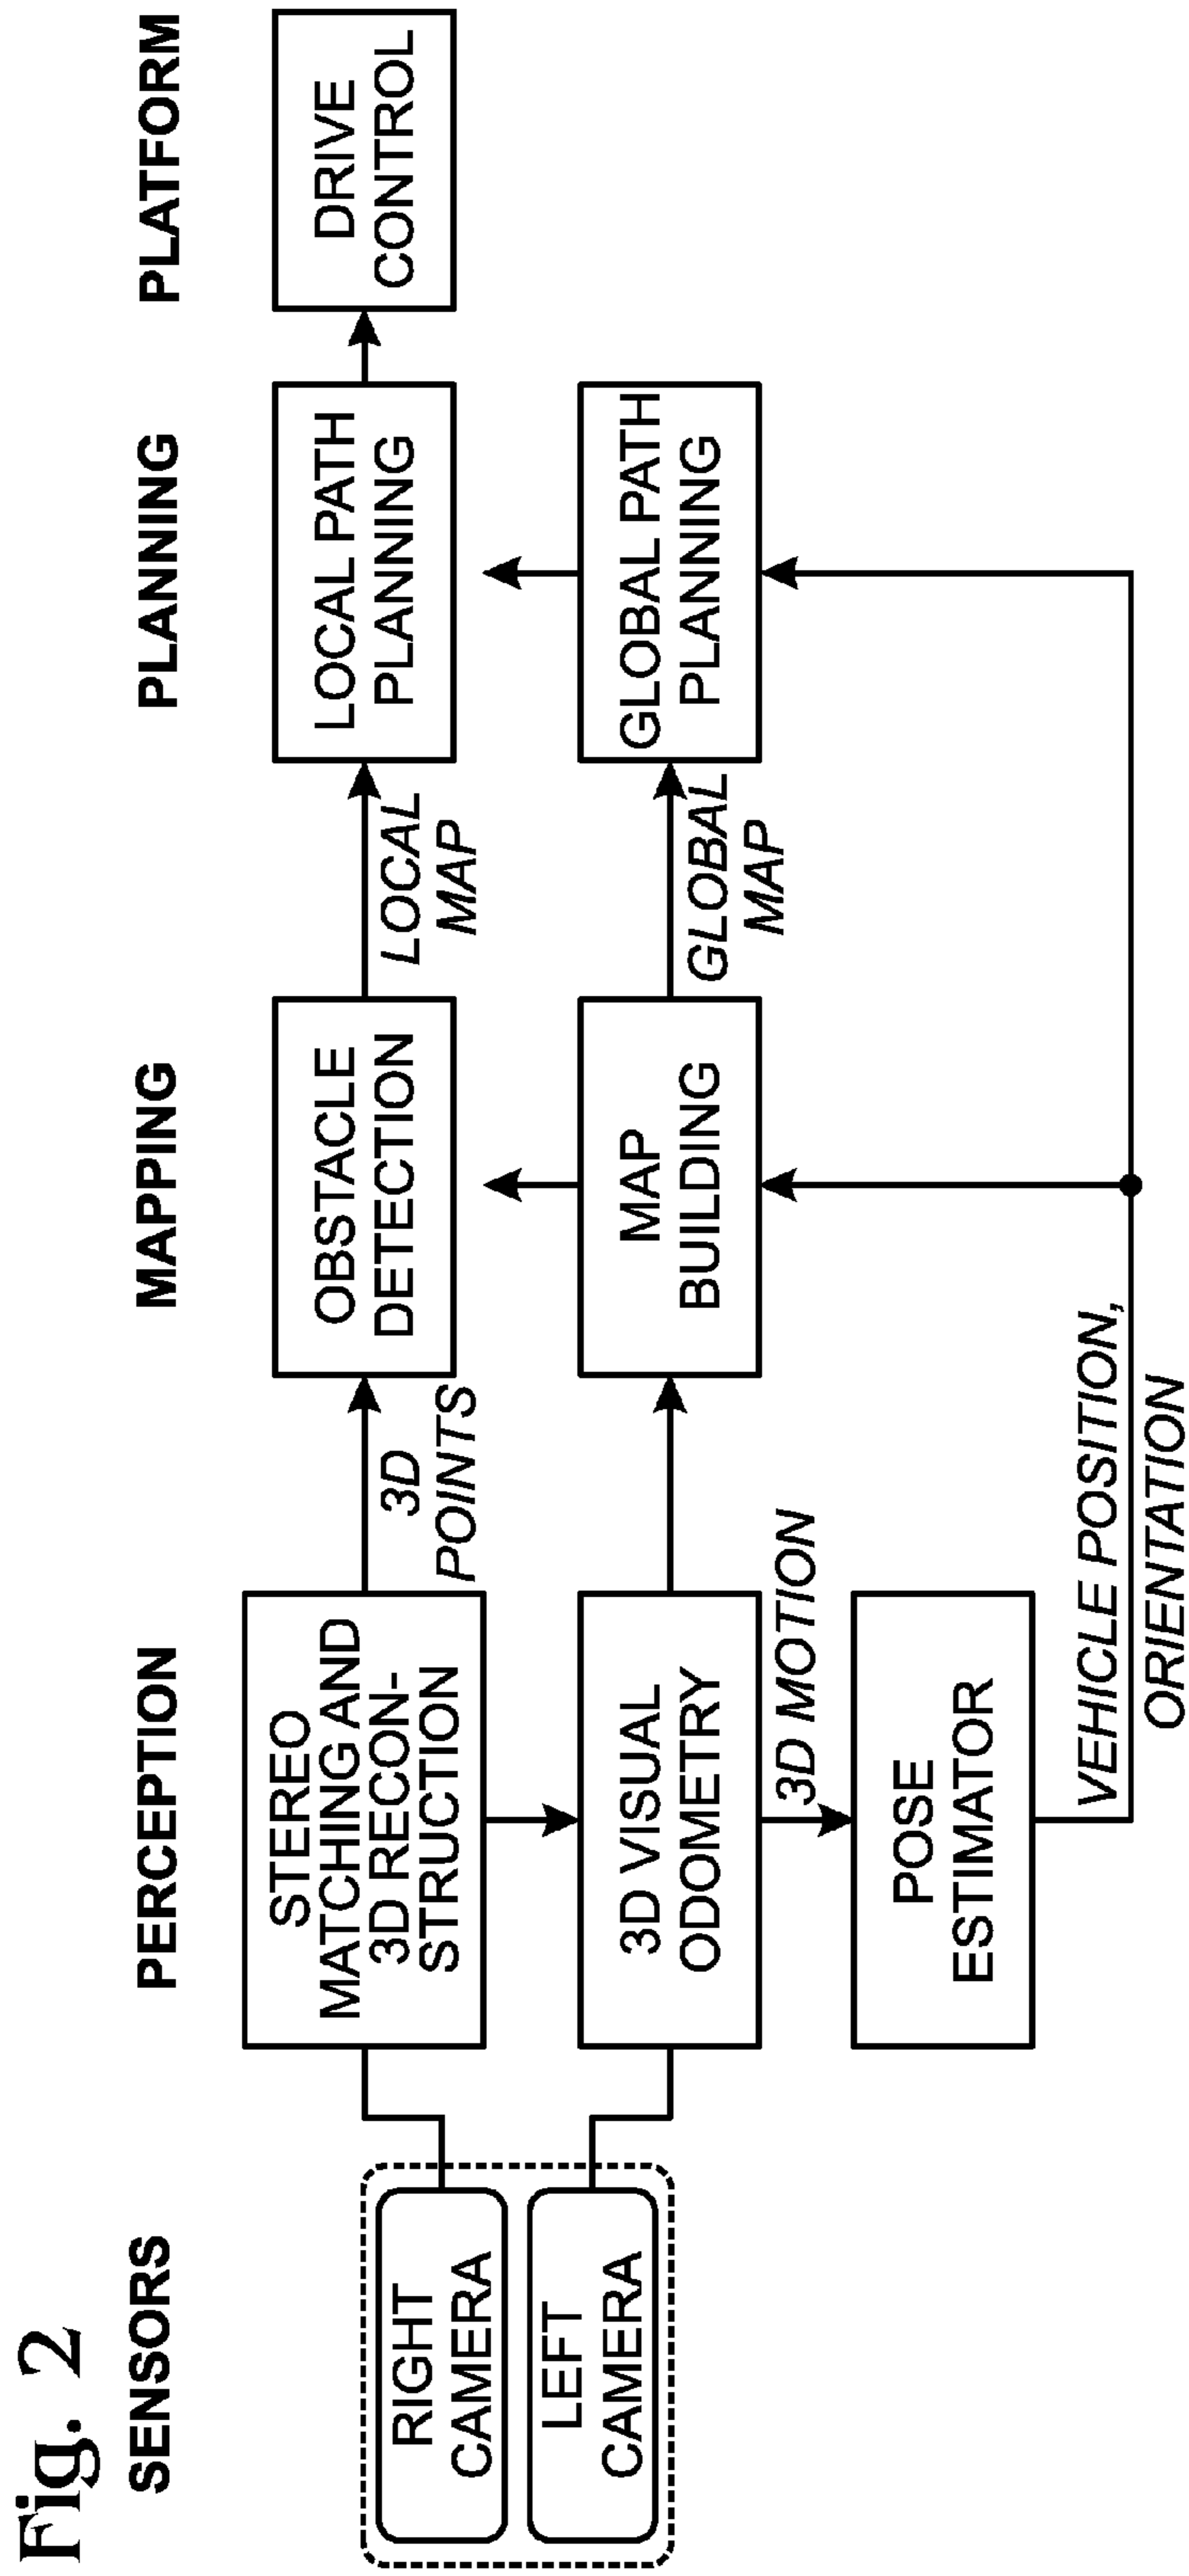 Fig. 2
SENSORS
PERCEPTION
MAPPING
PLANNING
PLATFORM
RIGHT
CAMERA
LEFT
CAMERA
STEREO
MATCHING AND
3D RECON-
STRUCTION
3D
POINTS
OBSTACLE
DETECTION
LOCAL
MAP
LOCAL PATH
PLANNING
DRIVE
CONTROL
3D VISUAL
ODOMETRY
MAP
BUILDING
GLOBAL
MAP
GLOBAL PATH
PLANNING
3D MOTION
POSE
ESTIMATOR
VEHICLE POSITION,
ORIENTATION